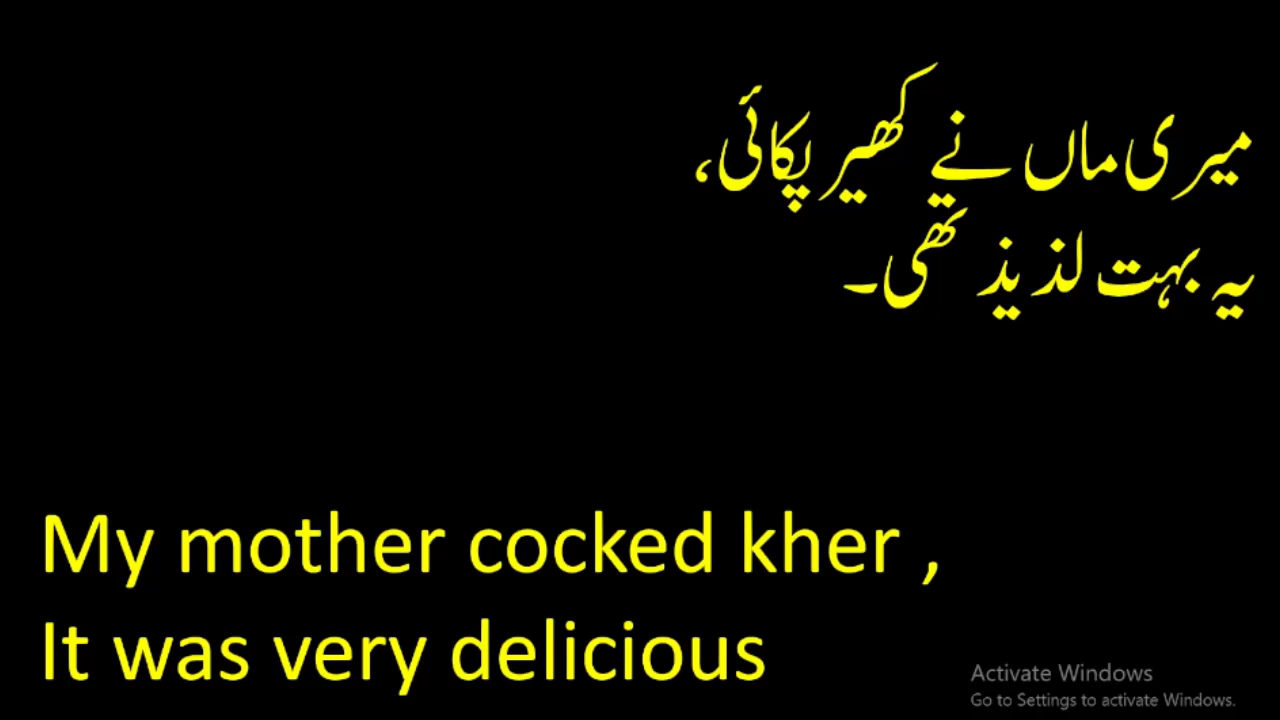 میری ماں نے کھیر پکائی،
یہ بہت لذیذ تھی۔
My mother cocked kher ,
It was very delicious
Activate Windows
Go to Settings to activate Windows.